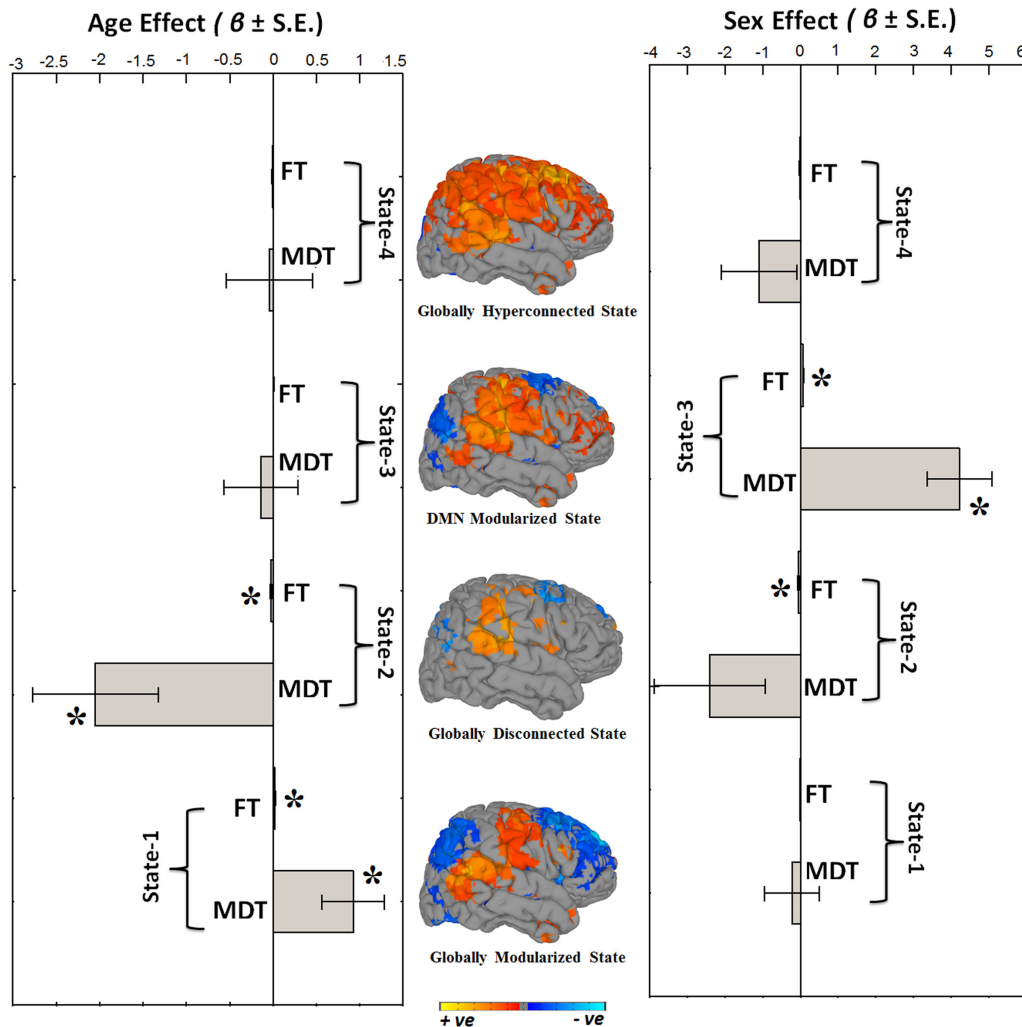 Age Effect ( β ± S.E.)
-3 -2.5 -2 -1.5 -1 -0.5 0 0.5 1 1.5
FT
MDT
State-4
FT
MDT
State-3
FT
MDT
State-2
*
*
FT
MDT
State-1
*
*
Globally Hyperconnected State
DMN Modularized State
Globally Disconnected State
Globally Modularized State
+ ve - ve
Sex Effect ( β ± S.E.)
-4 -3 -2 -1 0 1 2 3 4 5 6
FT
MDT
State-4
FT
MDT
State-3
*
*
FT
MDT
State-2
*
FT
MDT
State-1